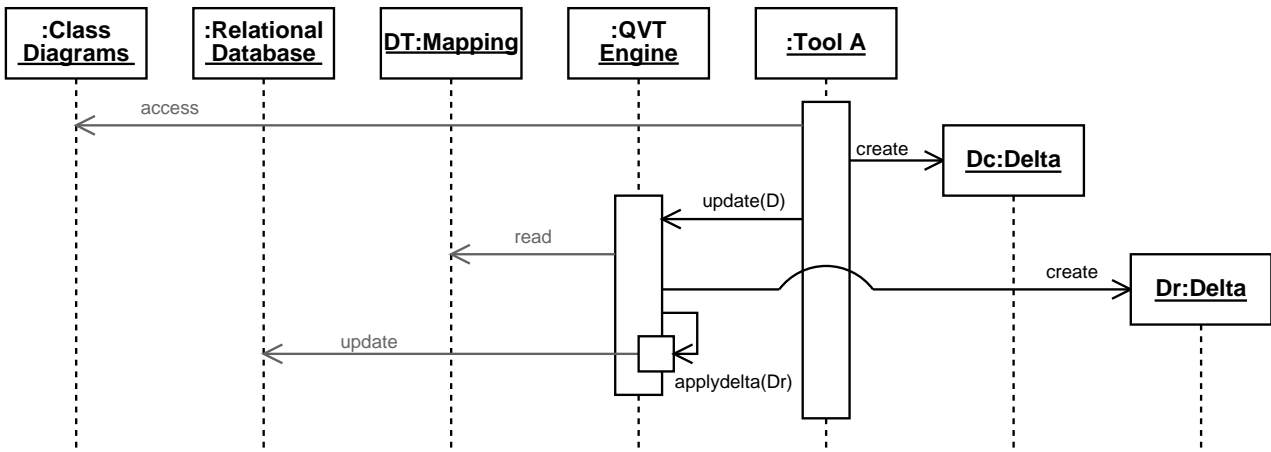 :Class
Diagrams
:Relational
Database
DT:Mapping
:QVT
Engine
:Tool A
access
create
Dc:Delta
update(D)
read
create
Dr:Delta
update
applydelta(Dr)